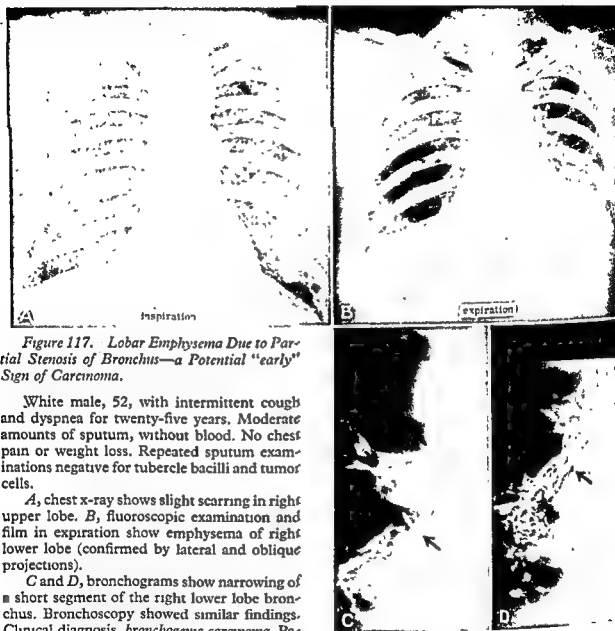 A
inspiration
B
expiration
Figure 117. Lobar Emphysema Due to Par-
tial Stenosis of Bronchus—a Potential “early”
Sign of Carcinoma.
White male, 52, with intermittent cough
and dyspnea for twenty-five years. Moderate
amounts of sputum, without blood. No chest
pain or weight loss. Repeated sputum exam-
inations negative for tubercle bacilli and tumor
cells.
A, chest x-ray shows slight scarring in right
upper lobe. B, fluoroscopic examination and
film in expiration show emphysema of right
lower lobe (confirmed by lateral and oblique
projections).
C and D, bronchograms show narrowing of
a short segment of the right lower lobe bron-
chus. Bronchoscopy showed similar findings.
Clinical diagnosis, bronchogenic carcinoma. Pa-
C
D